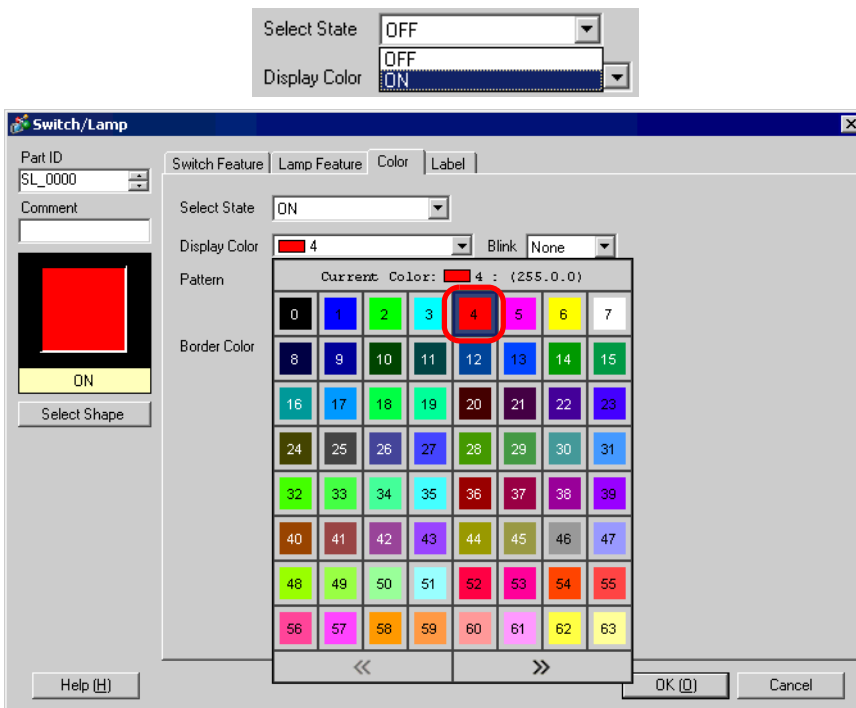 Select State OFF
OFF
Display Color ON
Switch/Lamp
Part ID
SL_0000
Comment
Switch Feature Lamp Feature Color Label
Select State ON
Display Color 4 Blink None
Pattern
Current Color: 4 : (255.0.0)
0 1 2 3 4 5 6 7
Border Color
8 9 10 11 12 13 14 15
ON
16 17 18 19 20 21 22 23
Select Shape
24 25 26 27 28 29 30 31
32 33 34 35 36 37 38 39
40 41 42 43 44 45 46 47
48 49 50 51 52 53 54 55
56 57 58 59 60 61 62 63
« »
Help (H) OK (O) Cancel